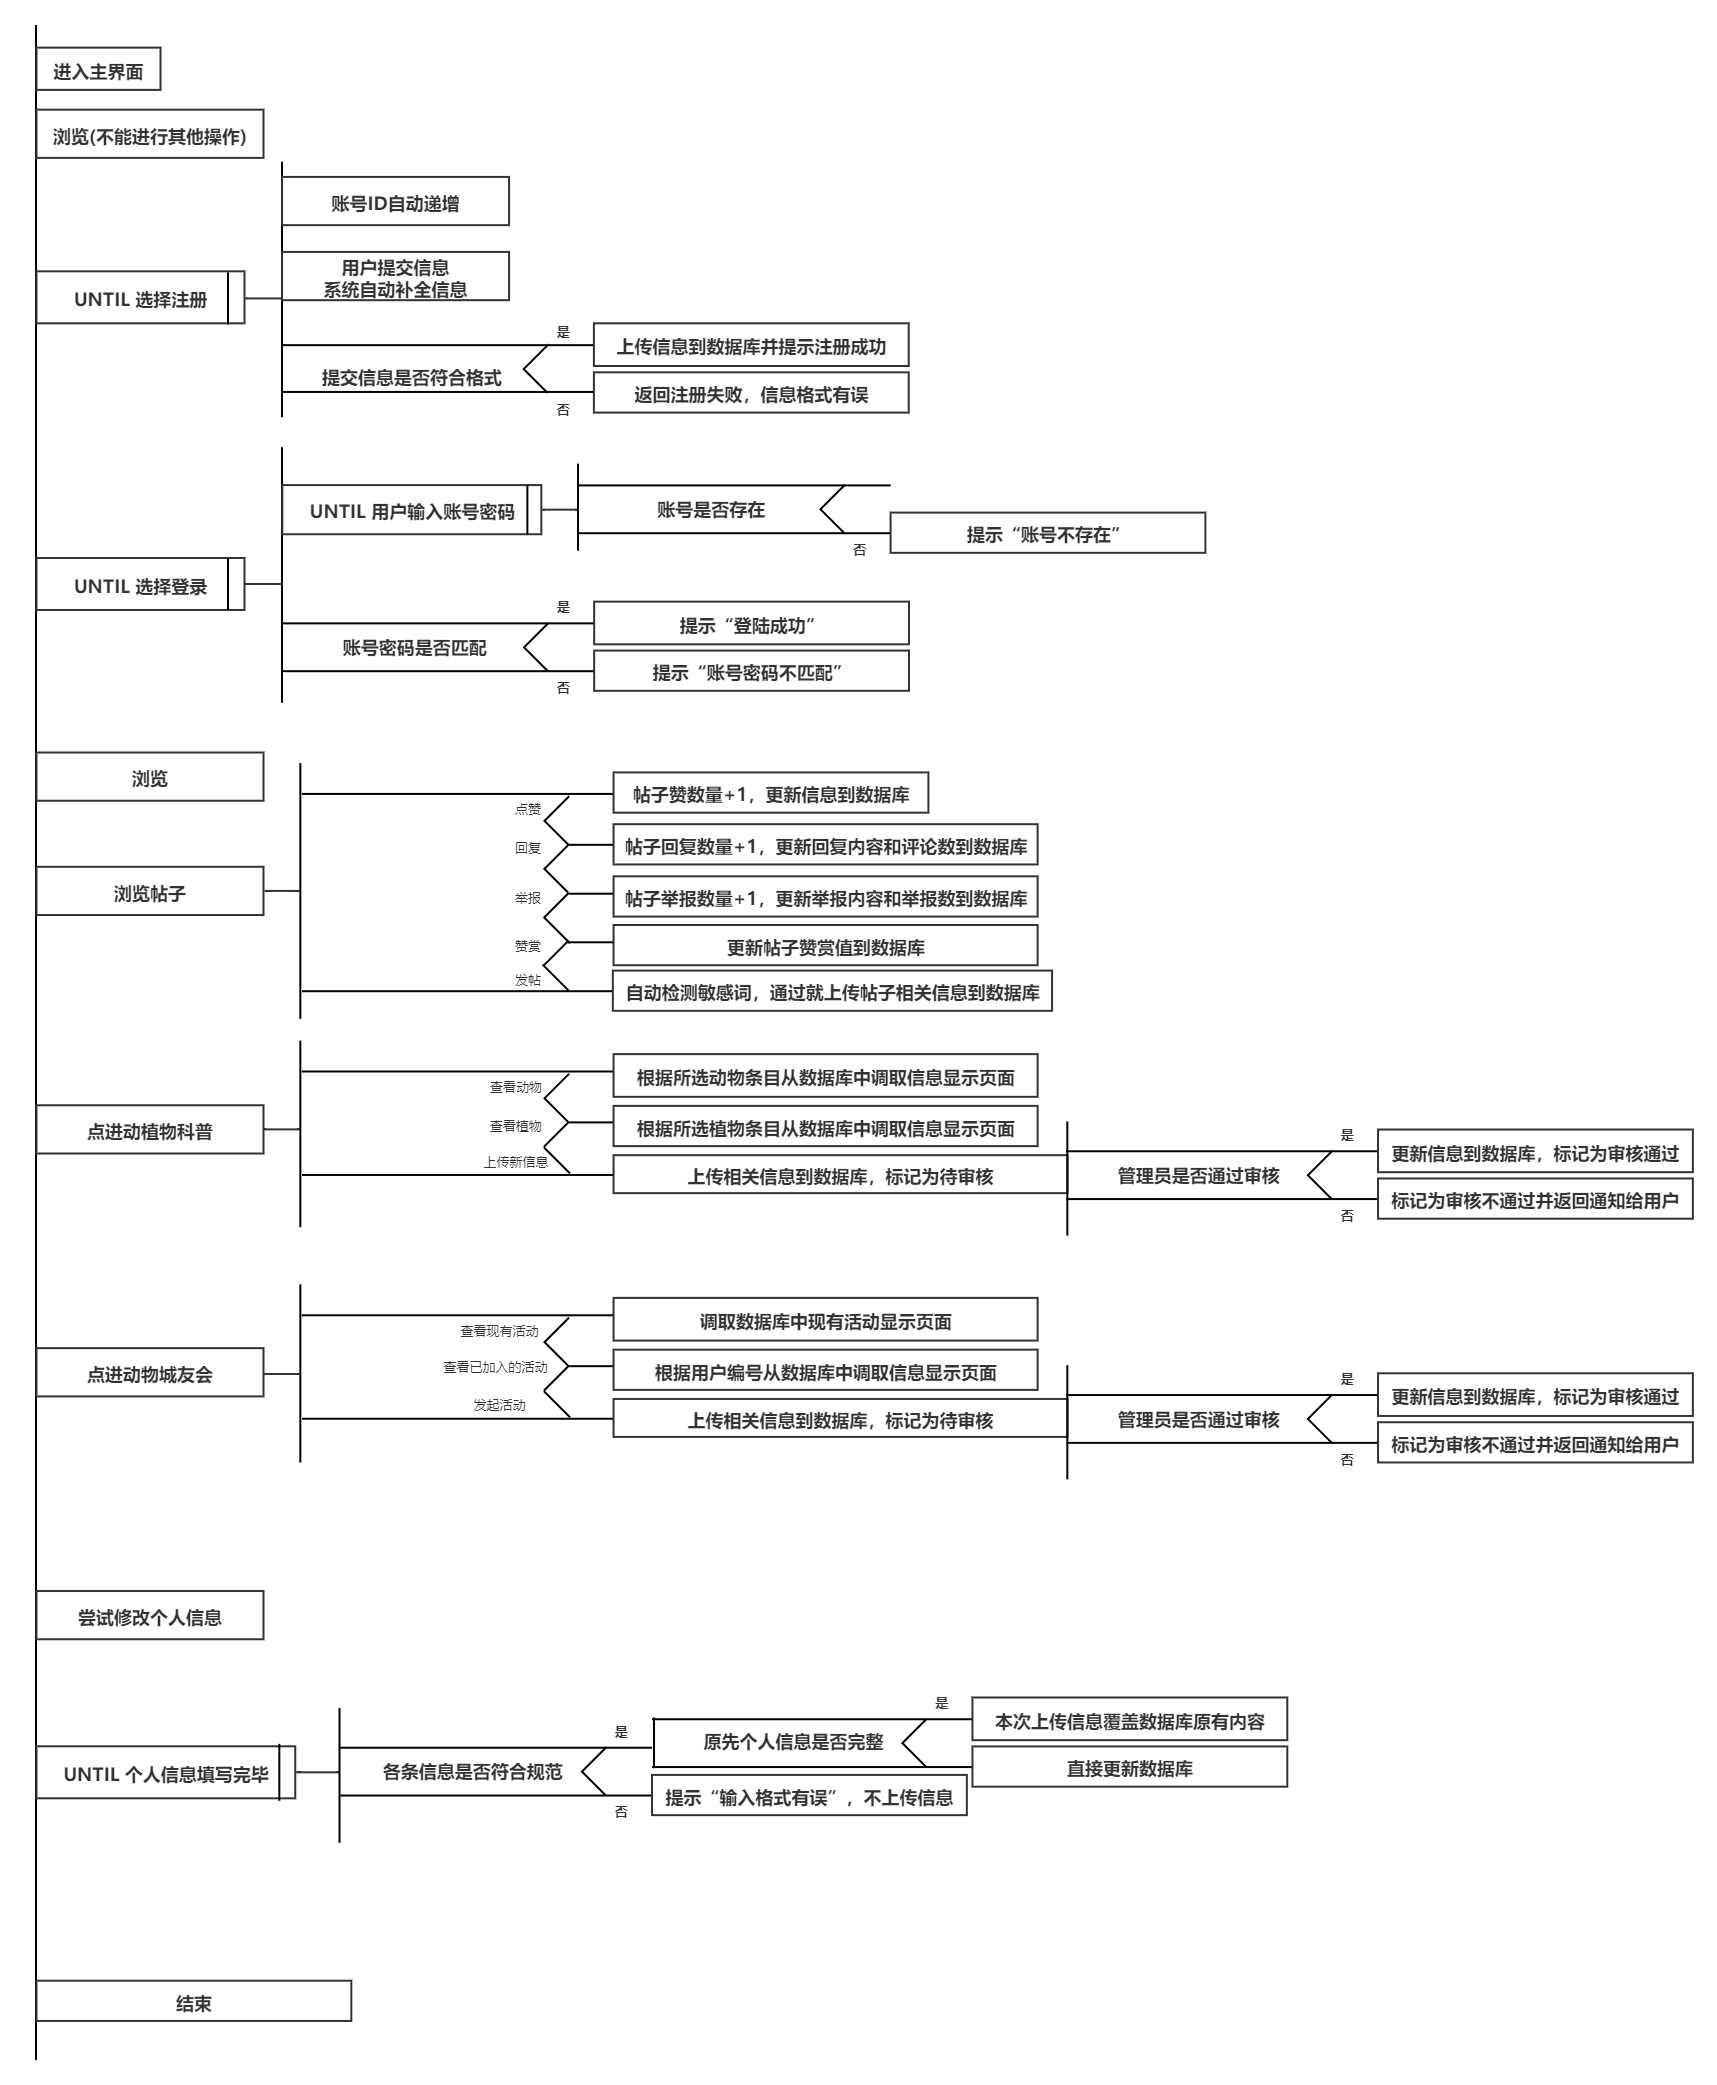 进入主界面
浏览(不能进行其他操作)
账号ID自动递增
用户提交信息
系统自动补全信息
UNTIL 选择注册
是
上传信息到数据库并提示注册成功
提交信息是否符合格式
返回注册失败，信息格式有误
否
UNTIL 用户输入账号密码
账号是否存在
提示“账号不存在”
否
UNTIL 选择登录
是
提示“登陆成功”
账号密码是否匹配
提示“账号密码不匹配”
否
浏览
帖子赞数量+1，更新信息到数据库
点赞
帖子回复数量+1，更新回复内容和评论数到数据库
回复
浏览帖子
举报
帖子举报数量+1，更新举报内容和举报数到数据库
赞赏
更新帖子赞赏值到数据库
发帖
自动检测敏感词，通过就上传帖子相关信息到数据库
根据所选动物条目从数据库中调取信息显示页面
查看动物
点进动植物科普
查看植物
根据所选植物条目从数据库中调取信息显示页面
上传新信息
上传相关信息到数据库，标记为待审核
是
更新信息到数据库，标记为审核通过
管理员是否通过审核
标记为审核不通过并返回通知给用户
否
调取数据库中现有活动显示页面
查看现有活动
点进动物城友会
查看已加入的活动
根据用户编号从数据库中调取信息显示页面
发起活动
上传相关信息到数据库，标记为待审核
是
更新信息到数据库，标记为审核通过
管理员是否通过审核
标记为审核不通过并返回通知给用户
否
尝试修改个人信息
是
本次上传信息覆盖数据库原有内容
是
原先个人信息是否完整
直接更新数据库
UNTIL 个人信息填写完毕
各条信息是否符合规范
提示“输入格式有误”，不上传信息
否
结束